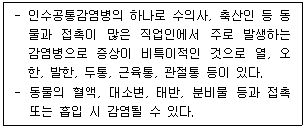 - 인수공통감염병의 하나로 수의사, 축산인 등 동
물과 접촉이 많은 직업인에서 주로 발생하는
감염병으로 증상이 비특이적인 것으로 열, 오
한, 발한, 두통, 근육통, 관절통 등이 있다.
- 동물의 혈액, 대소변, 태반, 분비물 등과 접촉
또는 흡입 시 감염될 수 있다.